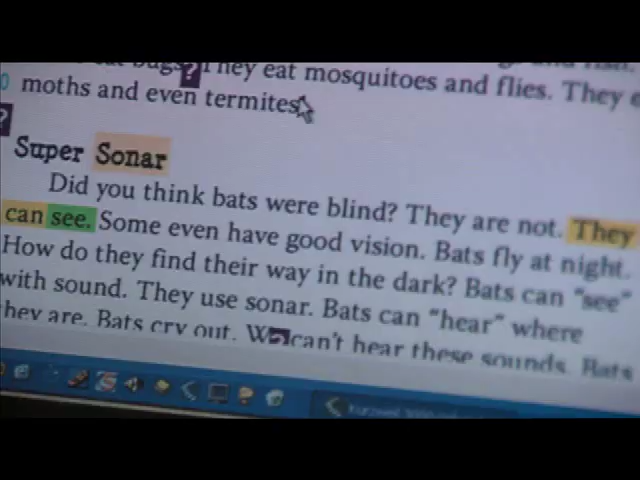 eat bugs. They eat mosquitoes and flies. They
moths and even termites
Super Sonar
Did you think bats were blind? They are not. They
can see. Some even have good vision. Bats fly at night.
How do they find their way in the dark? Bats can "see"
with sound. They use sonar. Bats can "hear" where
they are. Bats cry out. We can't hear these sounds. Bats